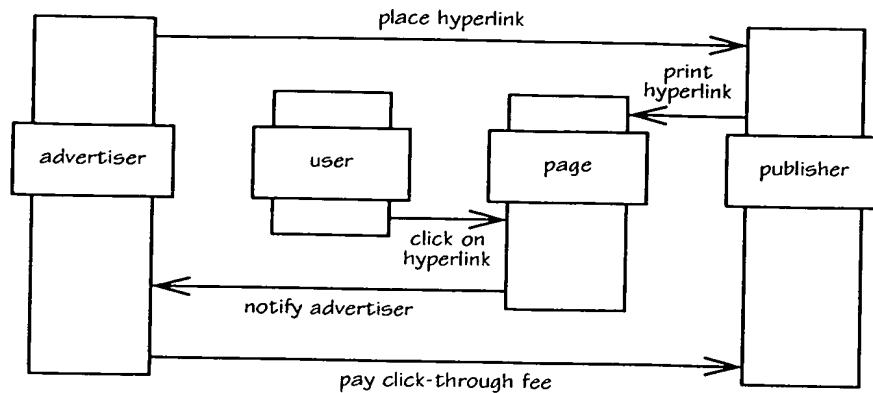 place hyperlink
print
hyperlink
advertiser
user
page
publisher
click on
hyperlink
notify advertiser
pay click-through fee